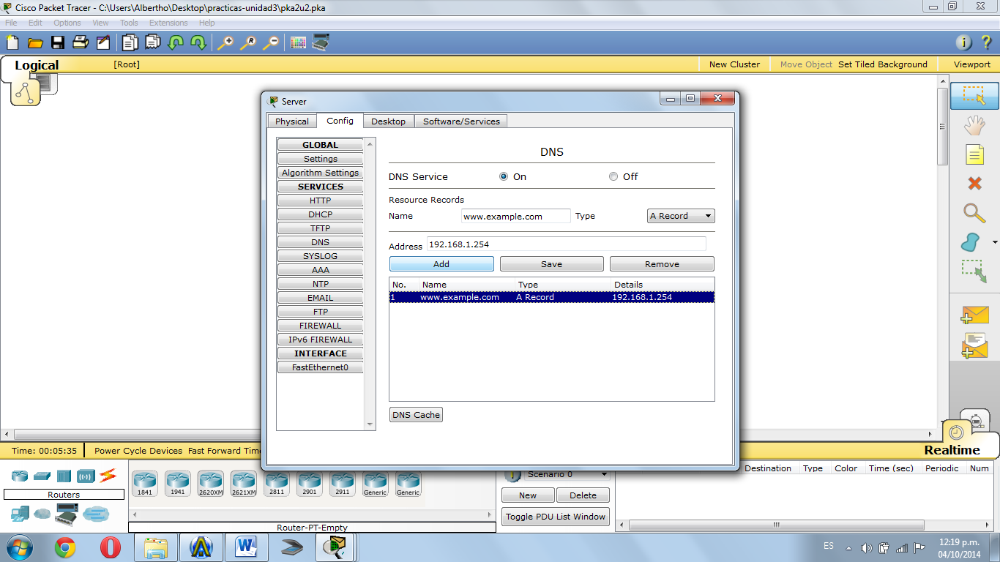 Cisco Packet Tracer - C:\Users\Albertho\Desktop\practicas-unidad3\pka2u2.pka
File Edit Options View Tools Extensions Help
Logical [Root] New Cluster Move Object Set Tiled Background Viewport
Server
Physical Config Desktop Software/Services
GLOBAL
Settings
Algorithm Settings
SERVICES
HTTP
DHCP
TFTP
DNS
SYSLOG
AAA
NTP
EMAIL
FTP
FIREWALL
IPv6 FIREWALL
INTERFACE
FastEthernet0
DNS
DNS Service On Off
Resource Records
Name www.example.com Type A Record
Address 192.168.1.254
Add Save Remove
No. Name Type Details
1 www.example.com A Record 192.168.1.254
DNS Cache
Time: 00:05:35 Power Cycle Devices Fast Forward Time Realtime
Routers
1841 1941 2620XM 2621XM 2811 2901 2911 Generic Generic
Router-PT-Empty
Scenario 0
New Delete
Toggle PDU List Window
Destination Type Color Time (sec) Periodic Num
ES 12:19 p.m.
04/10/2014